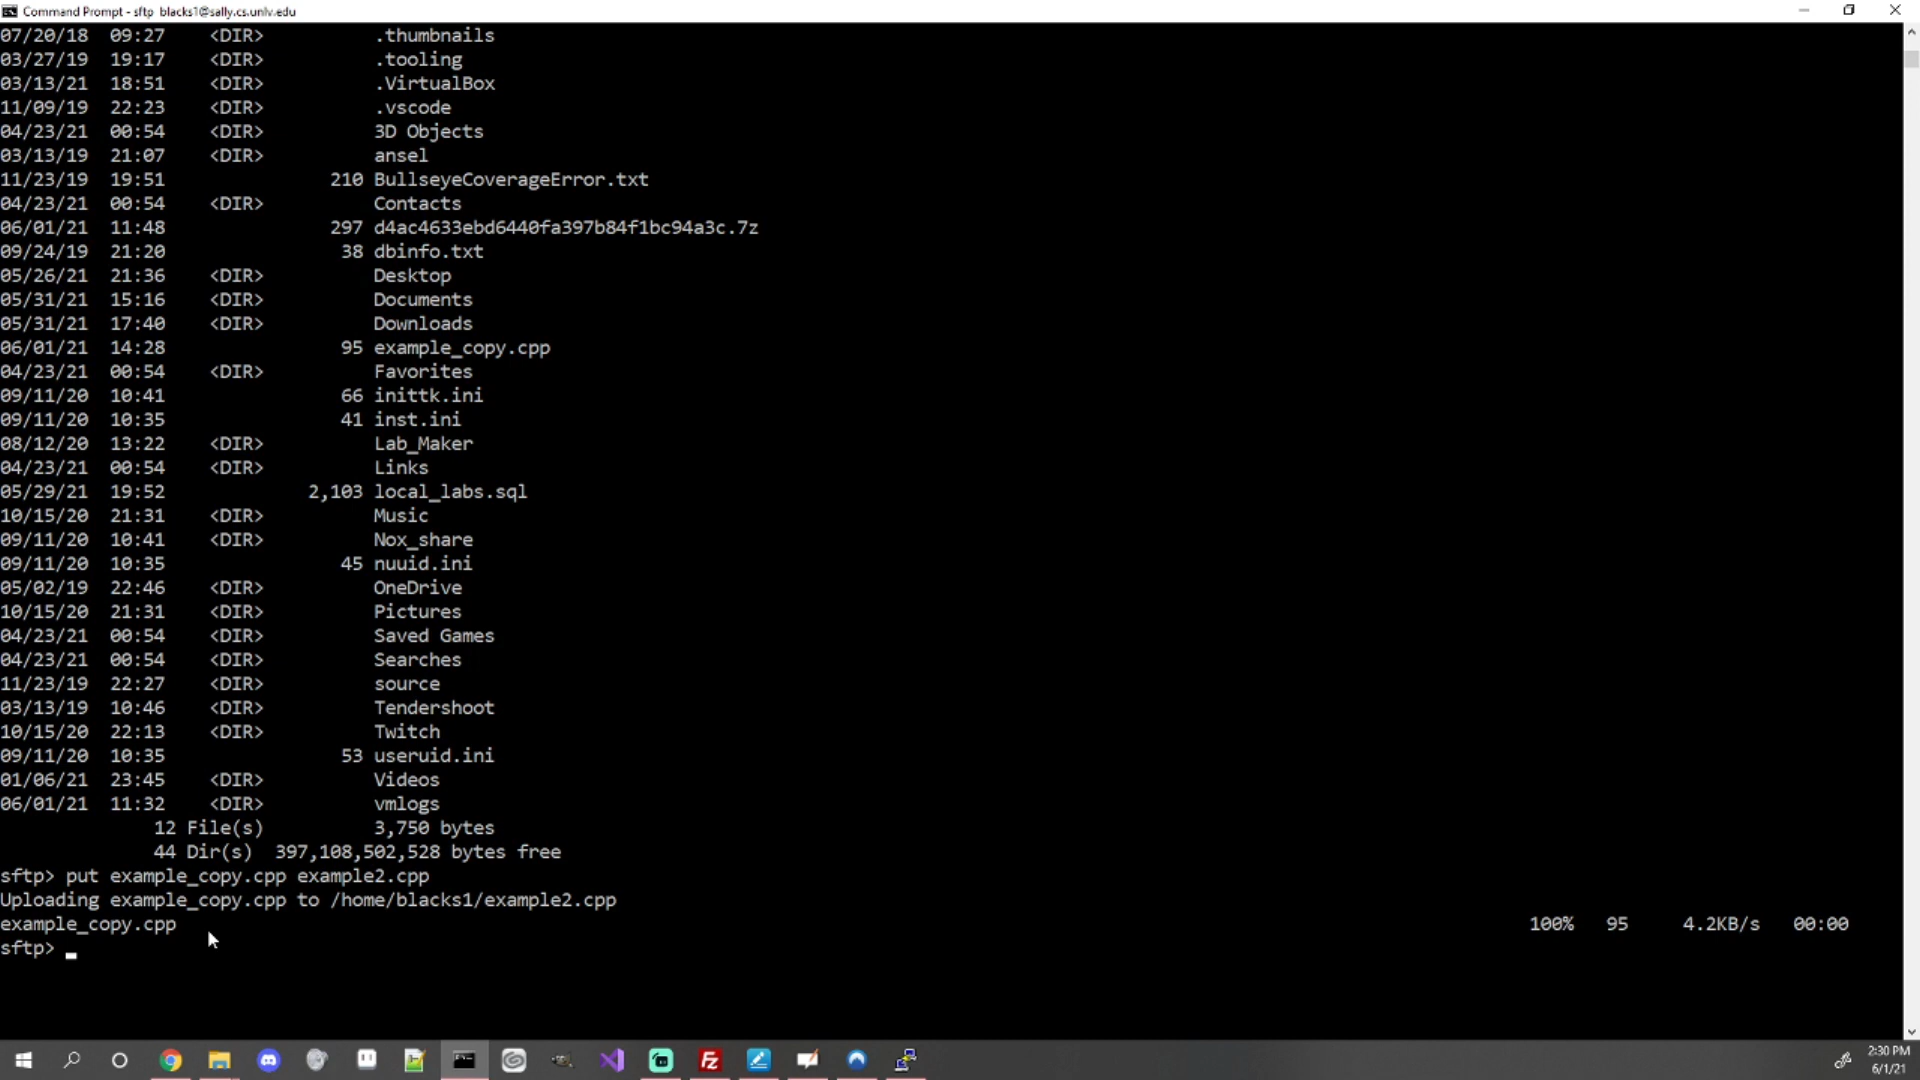 Command Prompt - sftp blacks1@sally.cs.unlv.edu
07/20/18 09:27 <DIR> .thumbnails
03/27/19 19:17 <DIR> .tooling
03/13/21 18:51 <DIR> .VirtualBox
11/09/19 22:23 <DIR> .vscode
04/23/21 00:54 <DIR> 3D Objects
03/13/19 21:07 <DIR> ansel
11/23/19 19:51 210 BullseyeCoverageError.txt
04/23/21 00:54 <DIR> Contacts
06/01/21 11:48 297 d4ac4633ebd6440fa397b84f1bc94a3c.7z
09/24/19 21:20 38 dbinfo.txt
05/26/21 21:36 <DIR> Desktop
05/31/21 15:16 <DIR> Documents
05/31/21 17:40 <DIR> Downloads
06/01/21 14:28 95 example_copy.cpp
04/23/21 00:54 <DIR> Favorites
09/11/20 10:41 66 inittk.ini
09/11/20 10:35 41 inst.ini
08/12/20 13:22 <DIR> Lab_Maker
04/23/21 00:54 <DIR> Links
05/29/21 19:52 2,103 local_labs.sql
10/15/20 21:31 <DIR> Music
09/11/20 10:41 <DIR> Nox_share
09/11/20 10:35 45 nuuid.ini
05/02/19 22:46 <DIR> OneDrive
10/15/20 21:31 <DIR> Pictures
04/23/21 00:54 <DIR> Saved Games
04/23/21 00:54 <DIR> Searches
11/23/19 22:27 <DIR> source
03/13/19 10:46 <DIR> Tendershoot
10/15/20 22:13 <DIR> Twitch
09/11/20 10:35 53 useruid.ini
01/06/21 23:45 <DIR> Videos
06/01/21 11:32 <DIR> vmlogs
12 File(s) 3,750 bytes
44 Dir(s) 397,108,502,528 bytes free
sftp> put example_copy.cpp example2.cpp
Uploading example_copy.cpp to /home/blacks1/example2.cpp
example_copy.cpp 100% 95 4.2KB/s 00:00
sftp>
2:30 PM
6/1/21